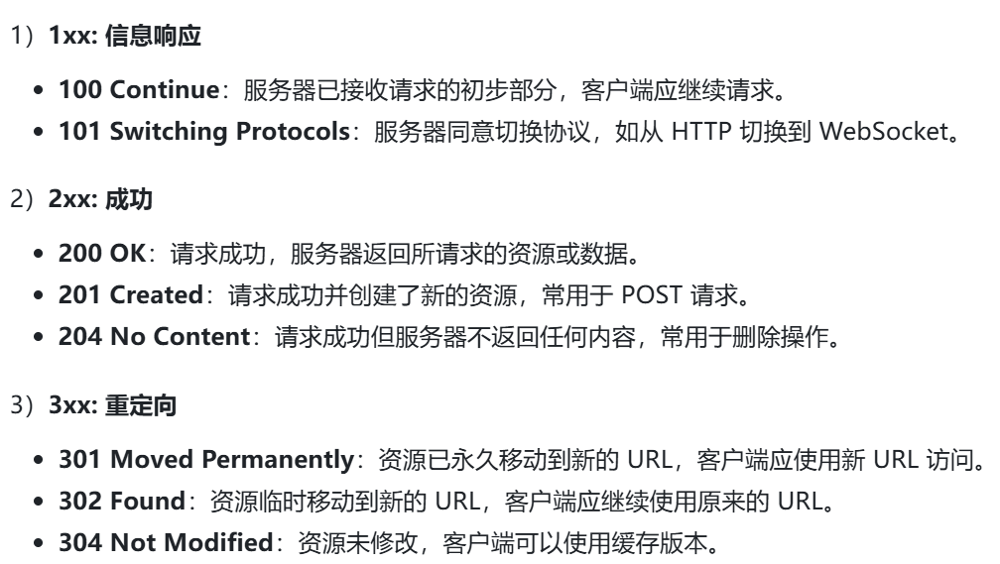 1）1xx: 信息响应
• 100 Continue：服务器已接收请求的初步部分，客户端应继续请求。
• 101 Switching Protocols：服务器同意切换协议，如从 HTTP 切换到 WebSocket。
2）2xx: 成功
• 200 OK：请求成功，服务器返回所请求的资源或数据。
• 201 Created：请求成功并创建了新的资源，常用于 POST 请求。
• 204 No Content：请求成功但服务器不返回任何内容，常用于删除操作。
3）3xx: 重定向
• 301 Moved Permanently：资源已永久移动到新的 URL，客户端应使用新 URL 访问。
• 302 Found：资源临时移动到新的 URL，客户端应继续使用原来的 URL。
• 304 Not Modified：资源未修改，客户端可以使用缓存版本。